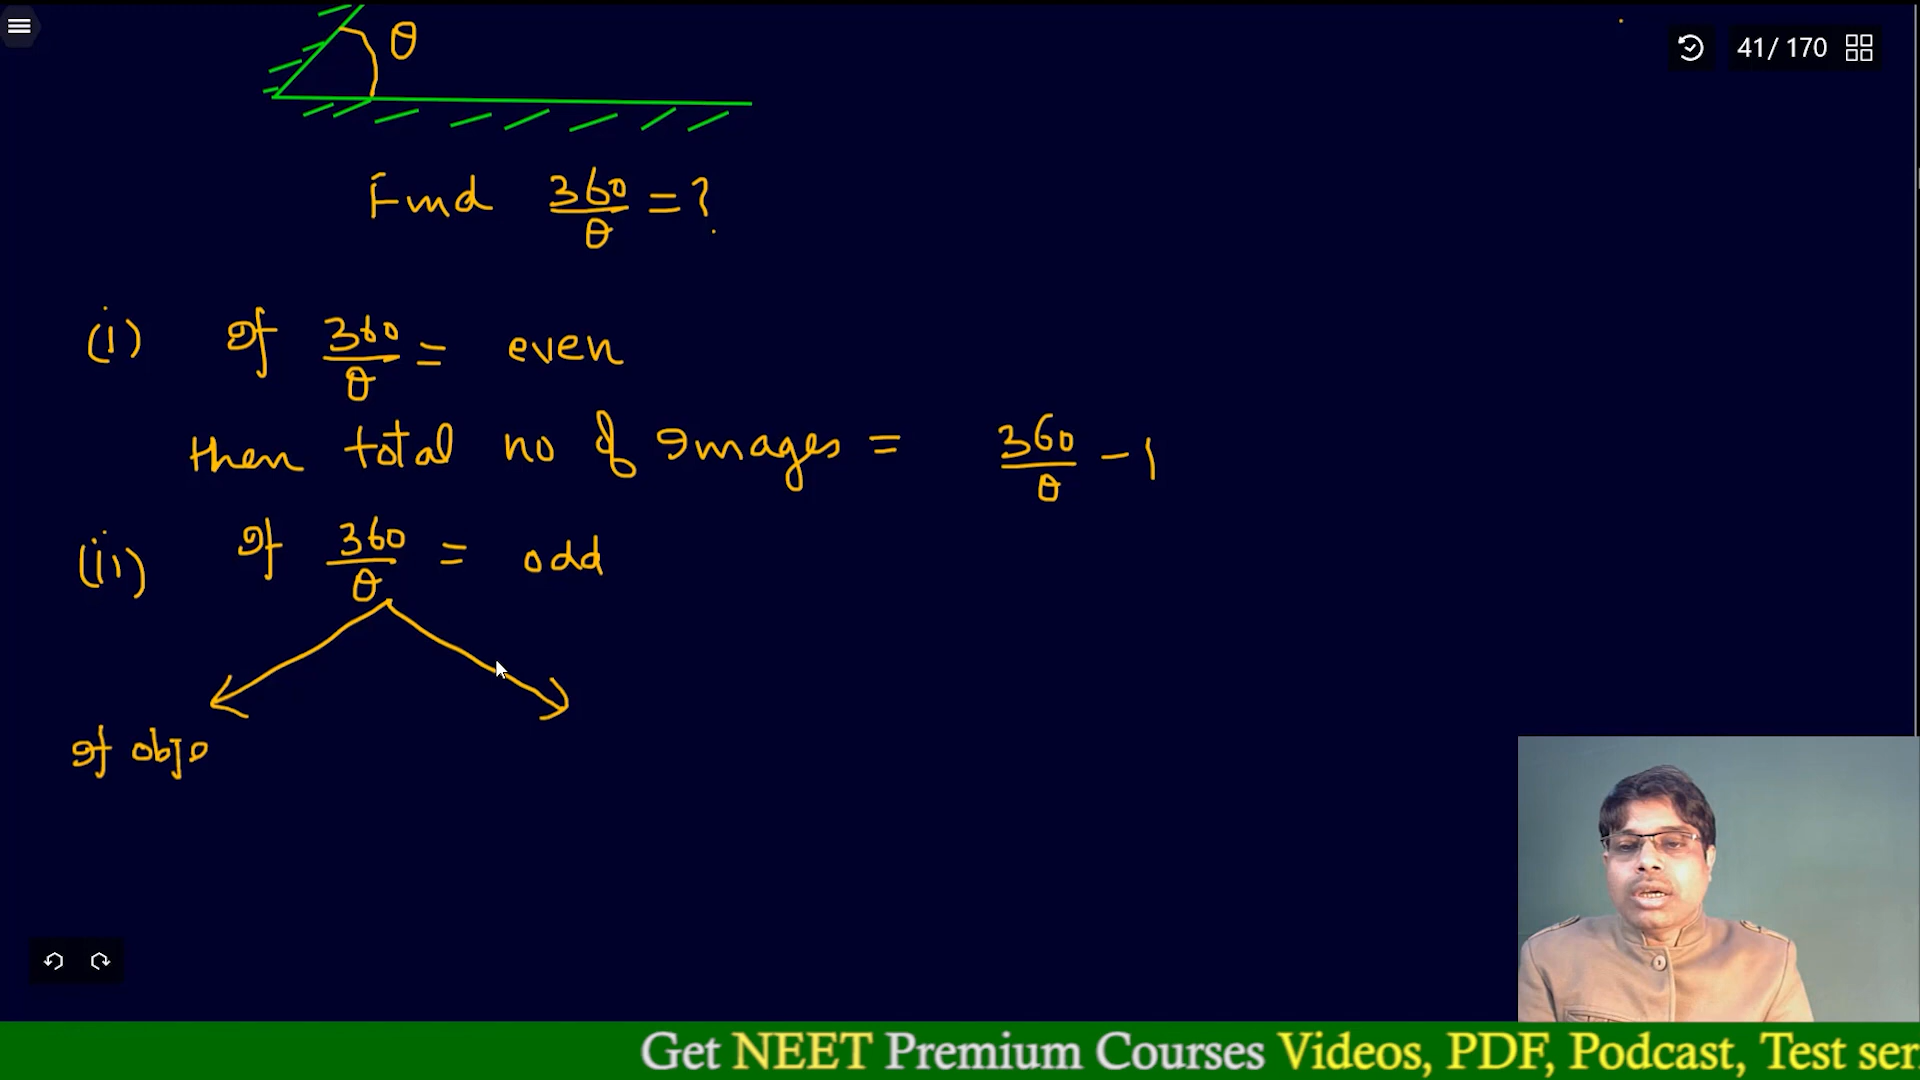 θ
41/ 170
Find 360/θ = ?
(i) If 360/θ = even
then total no of Images = 360/θ - 1
(ii) If 360/θ = odd
If obje
Get NEET Premium Courses Videos, PDF, Podcast, Test ser